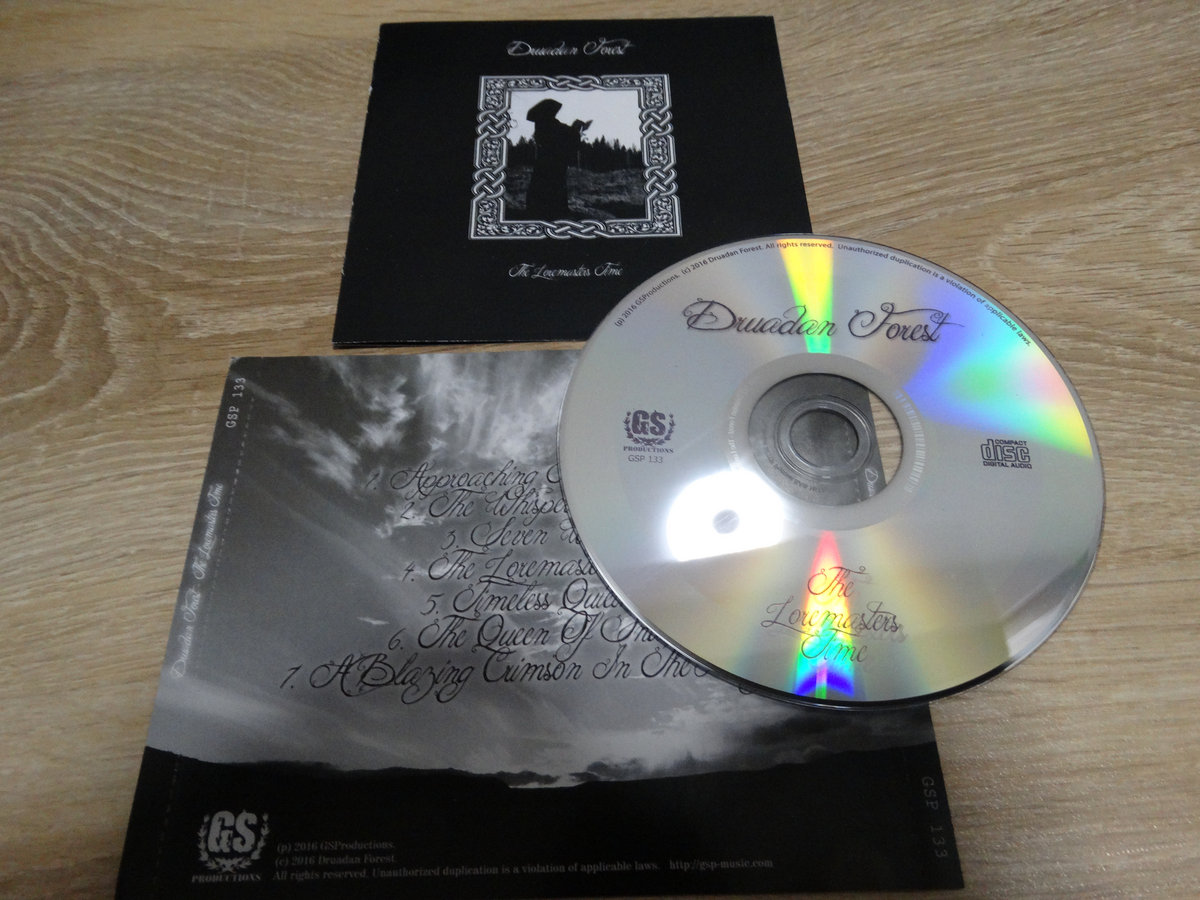 Druadan Forest
The Loremasters Time
(p) 2016 GSProductions. (c) 2016 Druadan Forest. All rights reserved. Unauthorized duplication is a violation of applicable laws.
Druadan Forest
GS
PRODUCTIONS
GSP 133
COMPACT
disc
DIGITAL AUDIO
The
Loremasters
Time
GSP 133
Druadan Forest The Loremasters Time
1. Approaching
2. The
3. Seven
4. The
5. Timeless
6. The Queen Of The
7. A Blazing Crimson In The
GSP 133
GS
PRODUCTIONS
(p) 2016 GSProductions.
(c) 2016 Druadan Forest.
All rights reserved. Unauthorized duplication is a violation of applicable laws. http://gsp-music.com